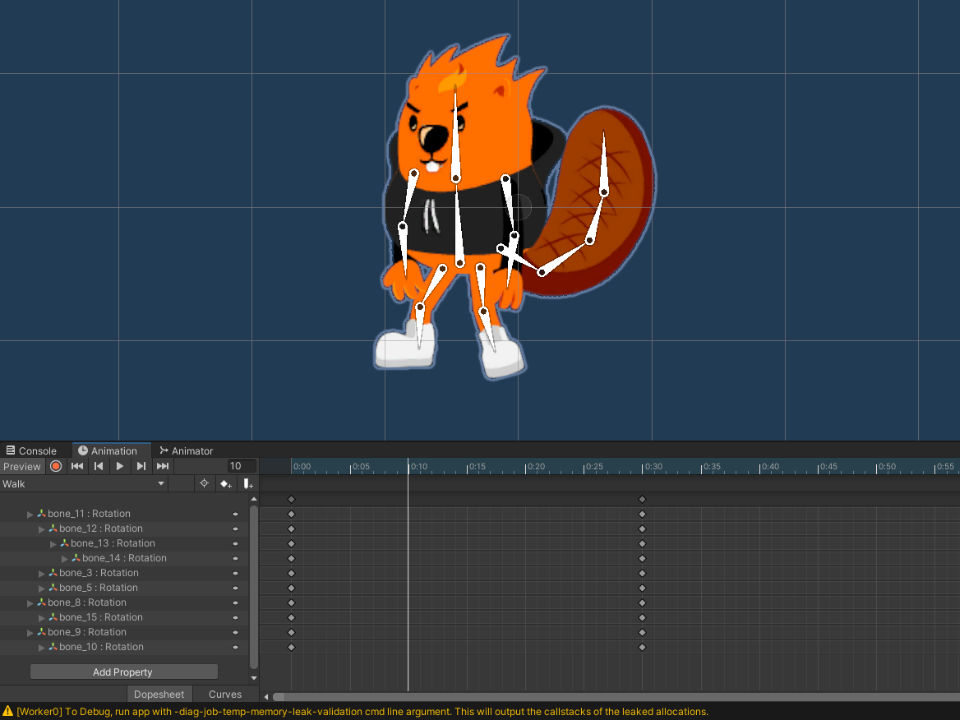 Console Animation Animator
Preview 10 0:00 0:05 0:10 0:15 0:20 0:25 0:30 0:35 0:40 0:45 0:50 0:55
Walk
bone_11 : Rotation
bone_12 : Rotation
bone_13 : Rotation
bone_14 : Rotation
bone_3 : Rotation
bone_5 : Rotation
bone_8 : Rotation
bone_15 : Rotation
bone_9 : Rotation
bone_10 : Rotation
Add Property
Dopesheet Curves
[Worker0] To Debug, run app with -diag-job-temp-memory-leak-validation cmd line argument. This will output the callstacks of the leaked allocations.